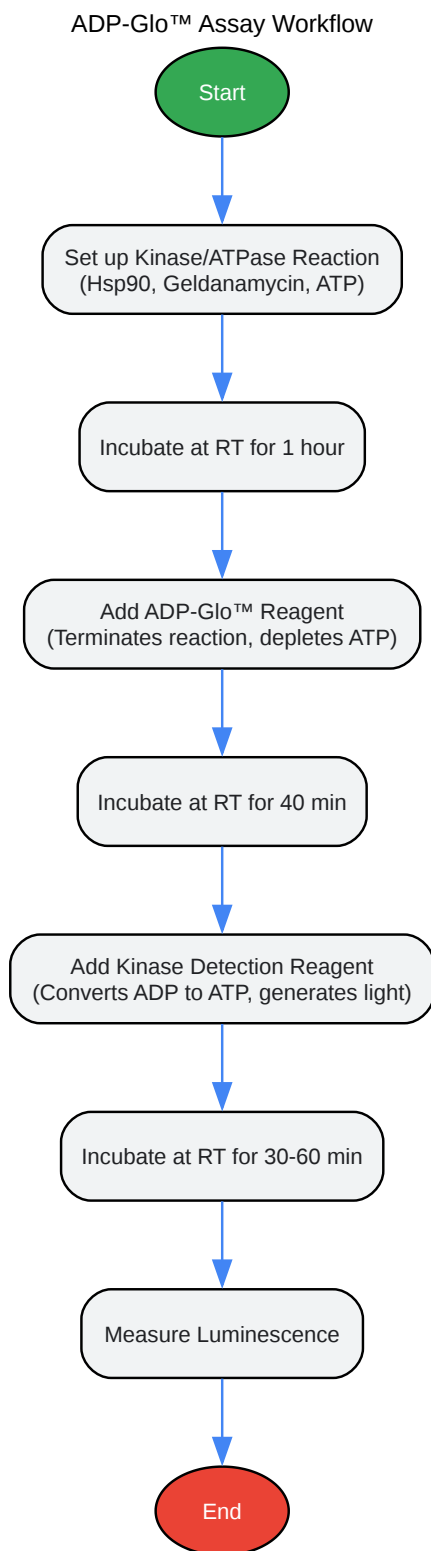 ADP-Glo™ Assay Workflow
Start
Set up Kinase/ATPase Reaction
(Hsp90, Geldanamycin, ATP)
Incubate at RT for 1 hour
Add ADP-Glo™ Reagent
(Terminates reaction, depletes ATP)
Incubate at RT for 40 min
Add Kinase Detection Reagent
(Converts ADP to ATP, generates light)
Incubate at RT for 30-60 min
Measure Luminescence
End